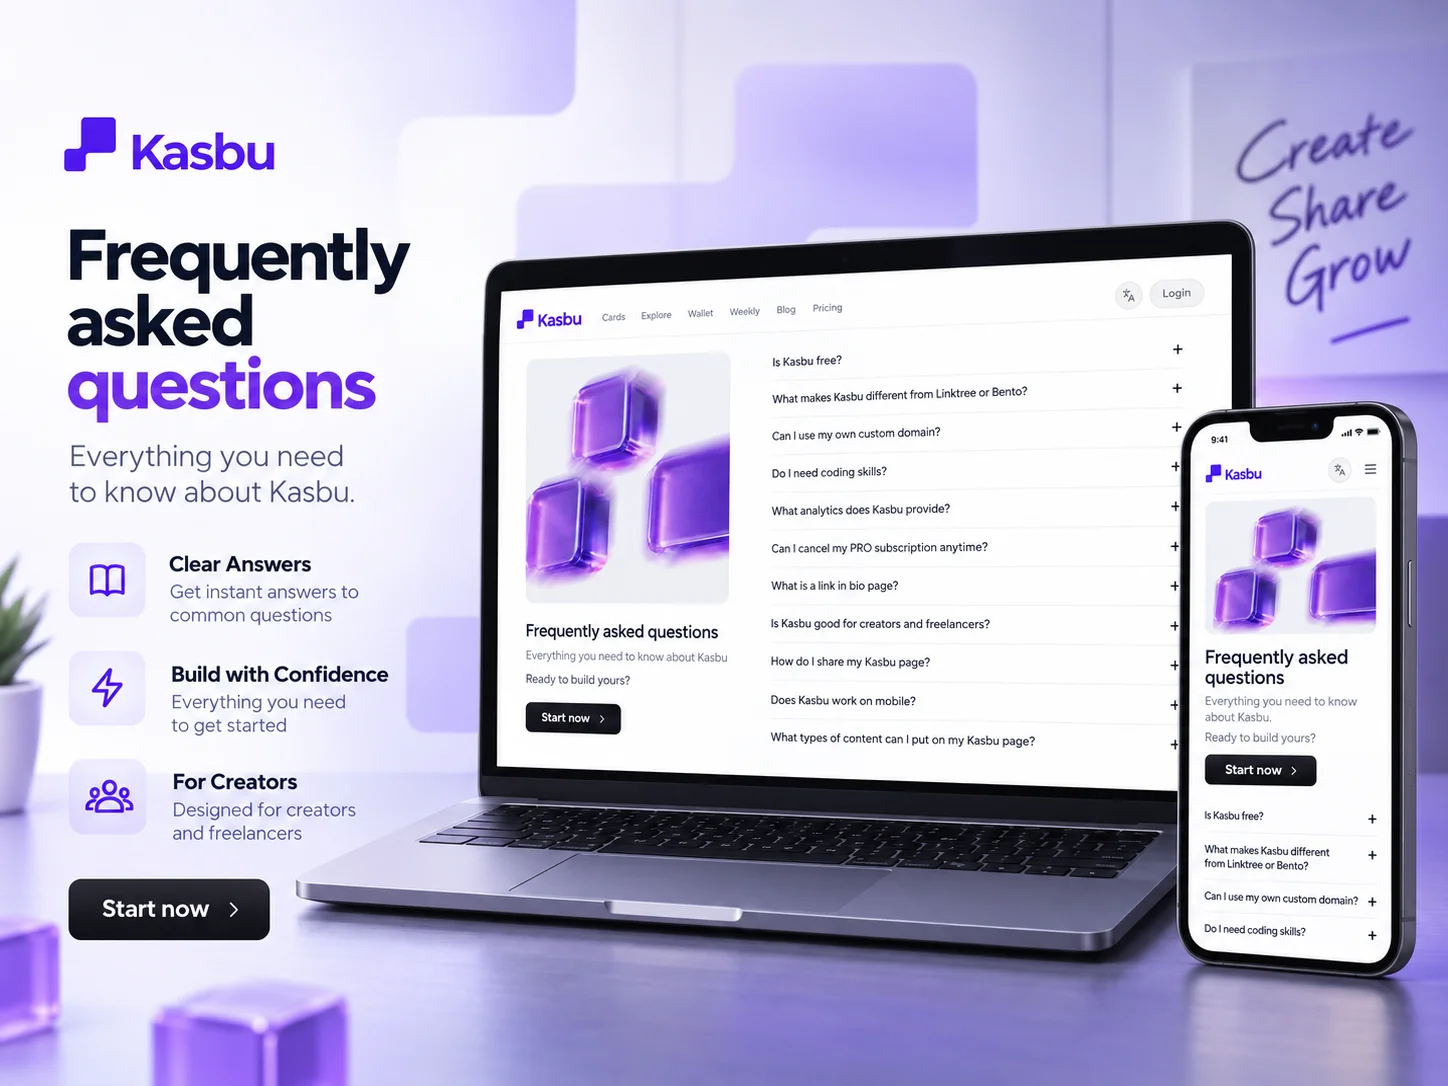 Kasbu
Frequently
asked
questions
Everything you need
to know about Kasbu.
Clear Answers
Get instant answers to
common questions
Build with Confidence
Everything you need
to get started
For Creators
Designed for creators
and freelancers
Start now
Create
Share
Grow
Kasbu
Cards
Explore
Wallet
Weekly
Blog
Pricing
Login
Frequently asked questions
Everything you need to know about Kasbu
Ready to build yours?
Start now
Is Kasbu free?
What makes Kasbu different from Linktree or Bento?
Can I use my own custom domain?
Do I need coding skills?
What analytics does Kasbu provide?
Can I cancel my PRO subscription anytime?
What is a link in bio page?
Is Kasbu good for creators and freelancers?
How do I share my Kasbu page?
Does Kasbu work on mobile?
What types of content can I put on my Kasbu page?
9:41
Kasbu
Frequently asked
questions
Everything you need to know
about Kasbu.
Ready to build yours?
Start now
Is Kasbu free?
What makes Kasbu different
from Linktree or Bento?
Can I use my own custom domain?
Do I need coding skills?